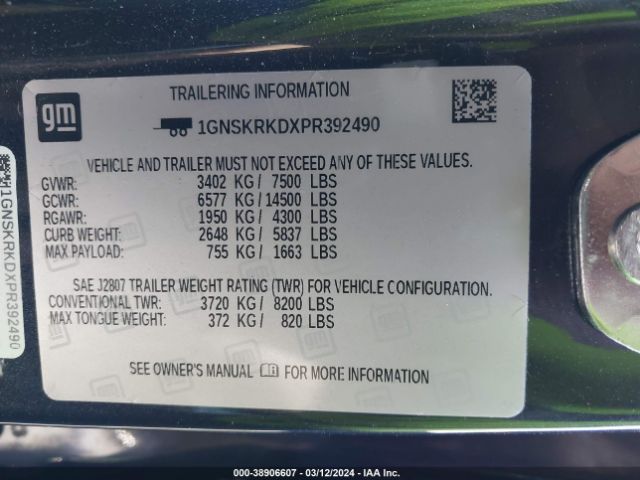 gm
TRAILERING INFORMATION
1GNSKRKDXPR392490
VEHICLE AND TRAILER MUST NOT EXCEED ANY OF THESE VALUES.
GVWR: 3402 KG/ 7500 LBS
GCWR: 6577 KG/ 14500 LBS
RGAWR: 1950 KG/ 4300 LBS
CURB WEIGHT: 2648 KG/ 5837 LBS
MAX PAYLOAD: 755 KG/ 1663 LBS
SAE J2807 TRAILER WEIGHT RATING (TWR) FOR VEHICLE CONFIGURATION.
CONVENTIONAL TWR: 3720 KG/ 8200 LBS
MAX TONGUE WEIGHT: 372 KG/ 820 LBS
SEE OWNER'S MANUAL FOR MORE INFORMATION
1GNSKRKDXPR392490
000-38906607 - 03/12/2024 - IAA Inc.